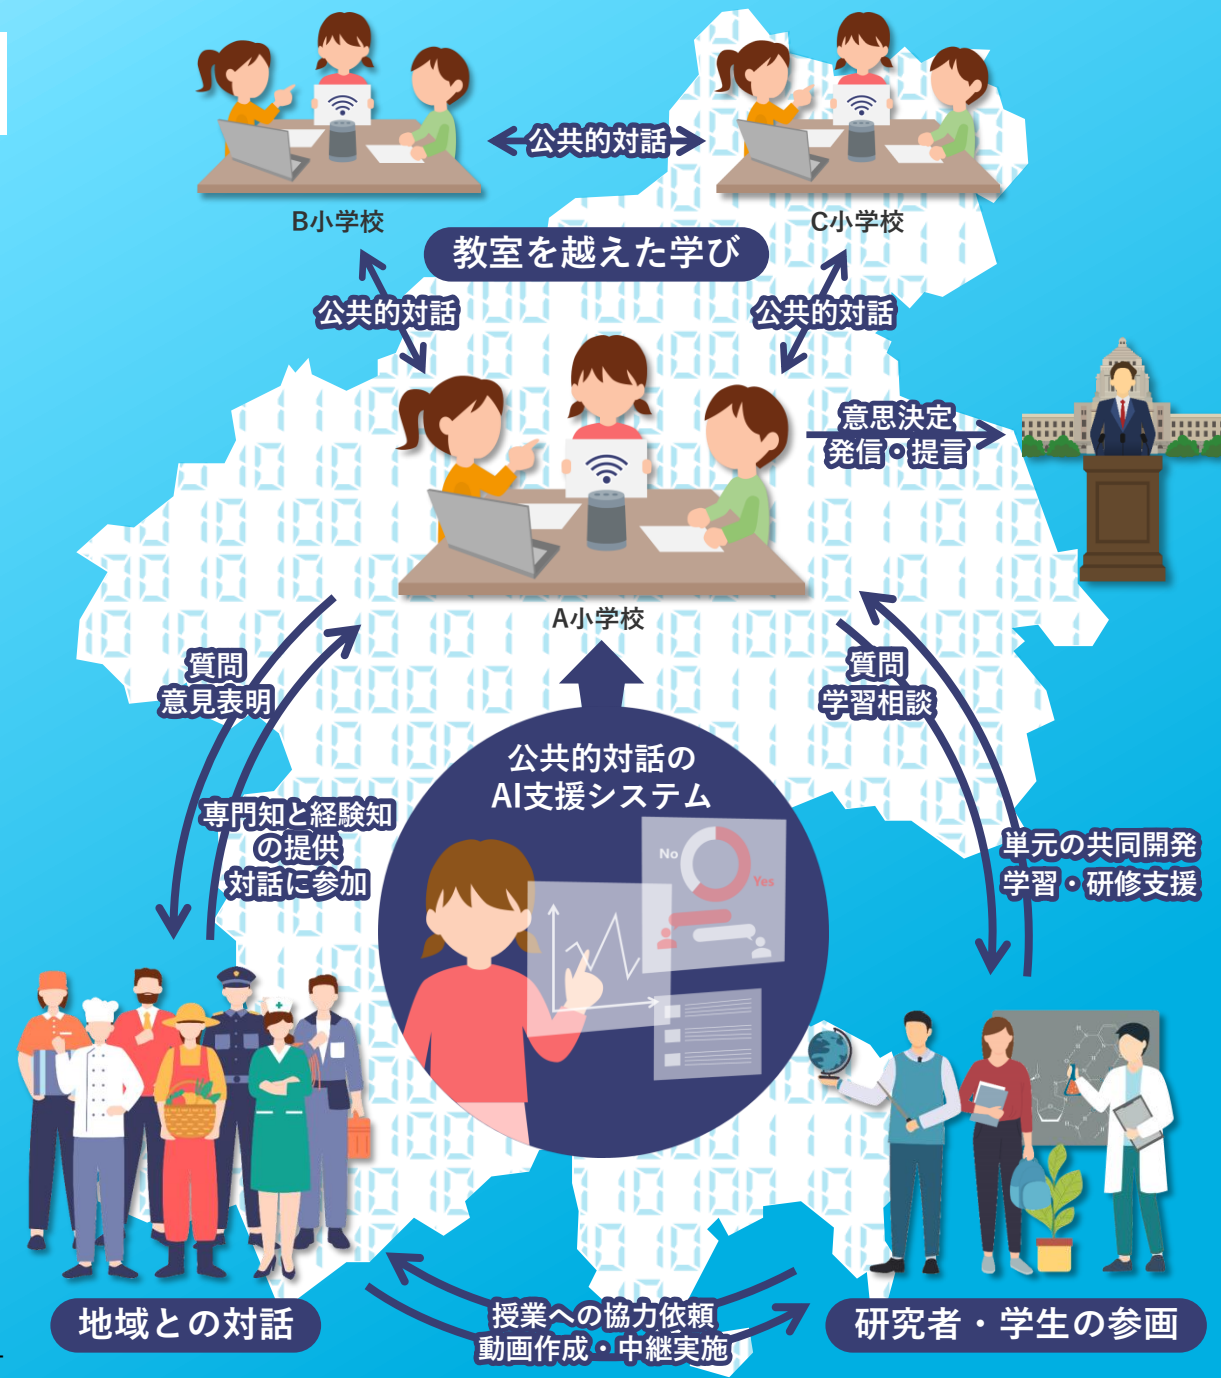 公共的対話
B小学校
C小学校
教室を越えた学び
公共的対話
公共的対話
意思決定
発信・提言
A小学校
質問
意見表明
質問
学習相談
公共的対話の
AI支援システム
専門知と経験知
の提供
対話に参加
No
Yes
単元の共同開発
学習・研修支援
地域との対話
授業への協力依頼
動画作成・中継実施
研究者・学生の参画